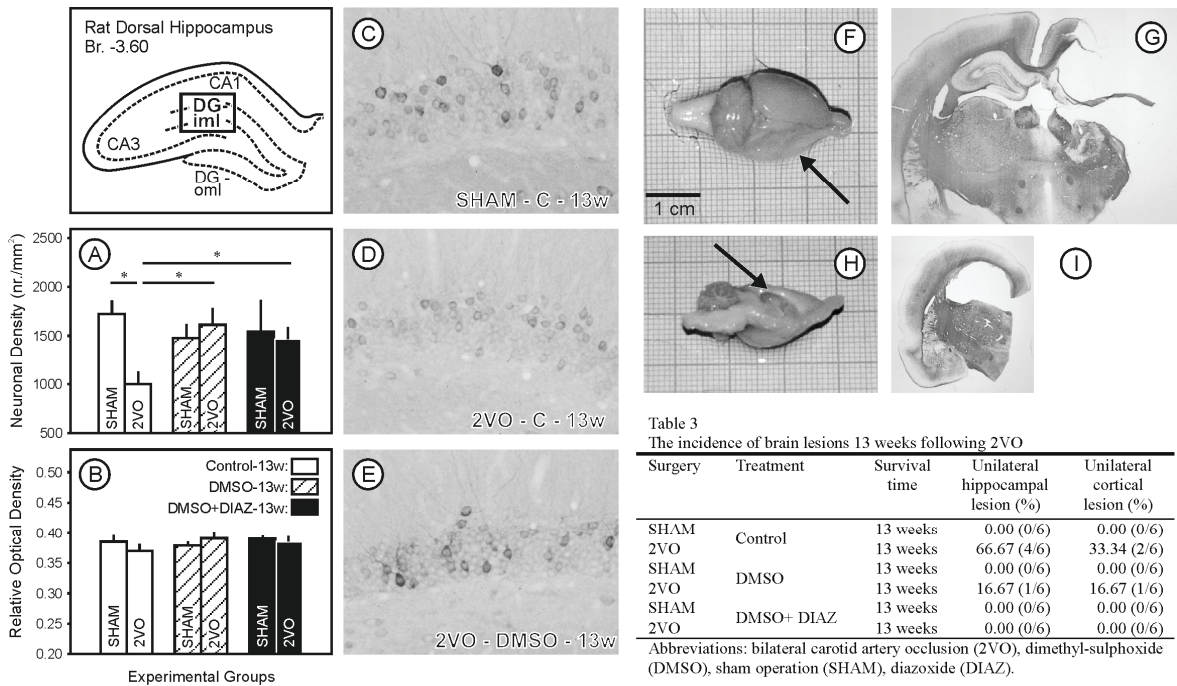 Rat Dorsal Hippocampus
Br. -3.60
CA1
DG -
iml
CA3
DG -
oml
A
Neuronal Density (nr./mm²)
2500
2000
1500
1000
500
* * *
SHAM 2VO SHAM 2VO SHAM 2VO
B
Control-13w:
DMSO-13w:
DMSO+DIAZ-13w:
Relative Optical Density
0.50
0.45
0.40
0.35
0.30
0.25
0.20
SHAM 2VO SHAM 2VO SHAM 2VO
Experimental Groups
C
SHAM - C - 13w
D
2VO - C - 13w
E
2VO - DMSO - 13w
F
1 cm
G
H
I
Table 3
The incidence of brain lesions 13 weeks following 2VO
Surgery Treatment Survival time Unilateral hippocampal lesion (%) Unilateral cortical lesion (%)
SHAM Control 13 weeks 0.00 (0/6) 0.00 (0/6)
2VO 13 weeks 66.67 (4/6) 33.34 (2/6)
SHAM DMSO 13 weeks 0.00 (0/6) 0.00 (0/6)
2VO 13 weeks 16.67 (1/6) 16.67 (1/6)
SHAM DMSO+ DIAZ 13 weeks 0.00 (0/6) 0.00 (0/6)
2VO 13 weeks 0.00 (0/6) 0.00 (0/6)
Abbreviations: bilateral carotid artery occlusion (2VO), dimethyl-sulphoxide
(DMSO), sham operation (SHAM), diazoxide (DIAZ).